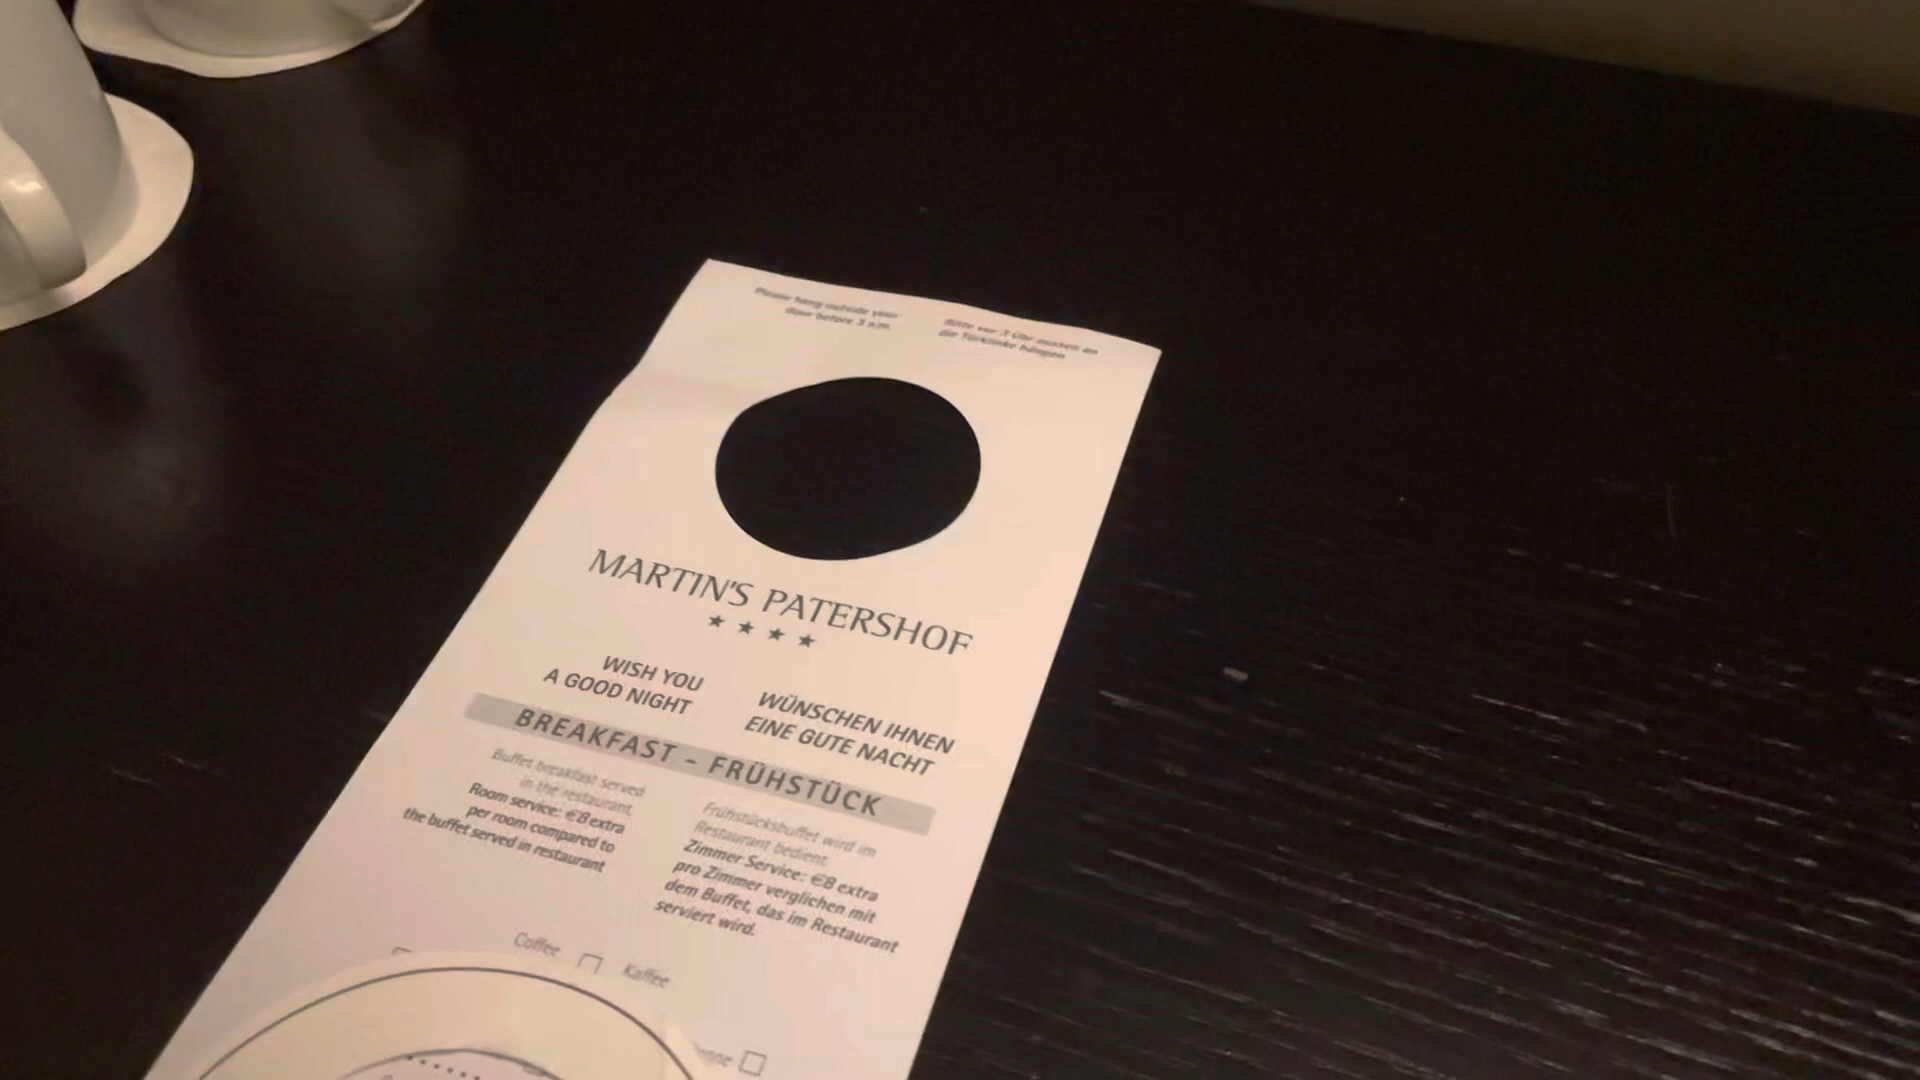 Please hang outside your
door before 3 a.m.
Bitte vor 3 Uhr aussen an
die Türklinke hängen
MARTIN'S PATERSHOF
★ ★ ★ ★
WISH YOU
A GOOD NIGHT
WÜNSCHEN IHNEN
EINE GUTE NACHT
BREAKFAST - FRÜHSTÜCK
Buffet breakfast served
in the restaurant.
Room service: €8 extra
per room compared to
the buffet served in restaurant
Frühstücksbuffet wird im
Restaurant bedient.
Zimmer Service: €8 extra
pro Zimmer verglichen mit
dem Buffet, das im Restaurant
serviert wird.
Coffee
Kaffee